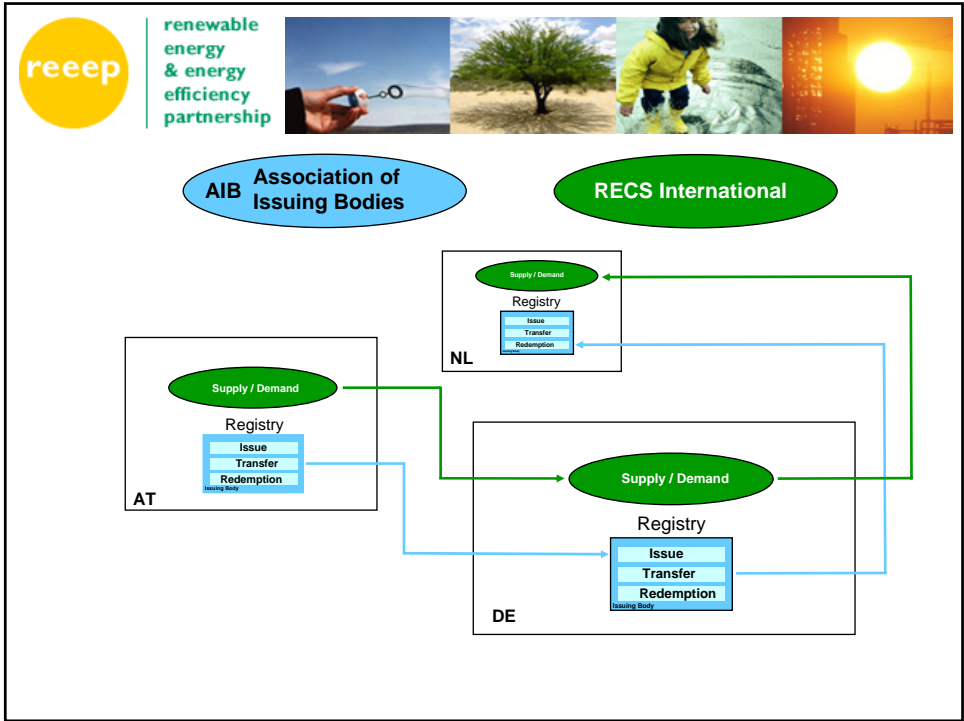 reeep
renewable
energy
& energy
efficiency
partnership
AIB
Association of
Issuing Bodies
RECS International
Supply / Demand
Registry
Issue
Transfer
Redemption
Issuing Body
NL
Supply / Demand
Registry
Issue
Transfer
Redemption
Issuing Body
AT
Supply / Demand
Registry
Issue
Transfer
Redemption
Issuing Body
DE